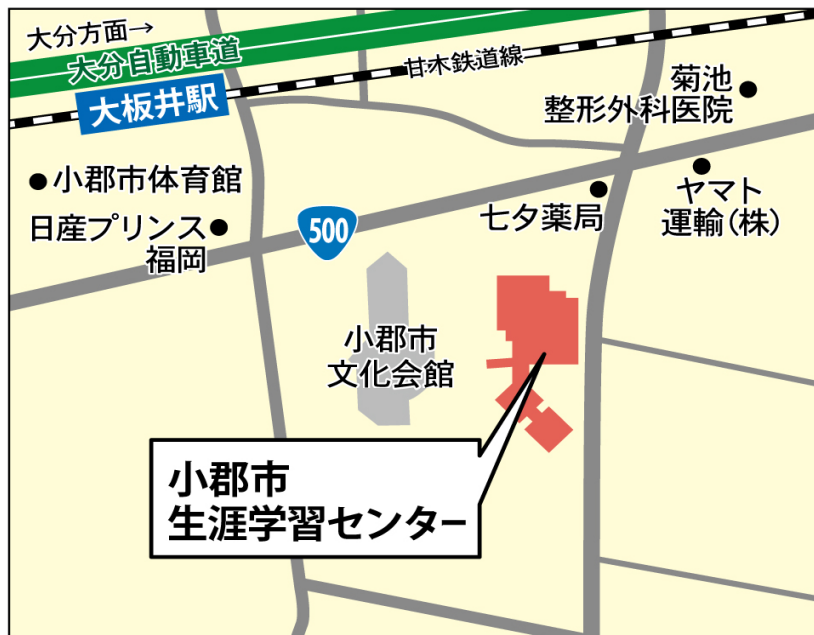 大分方面→
大分自動車道
甘木鉄道線
大板井駅
菊池
整形外科医院
小郡市体育館
日産プリンス
福岡
500
七夕薬局
ヤマト
運輸(株)
小郡市
文化会館
小郡市
生涯学習センター